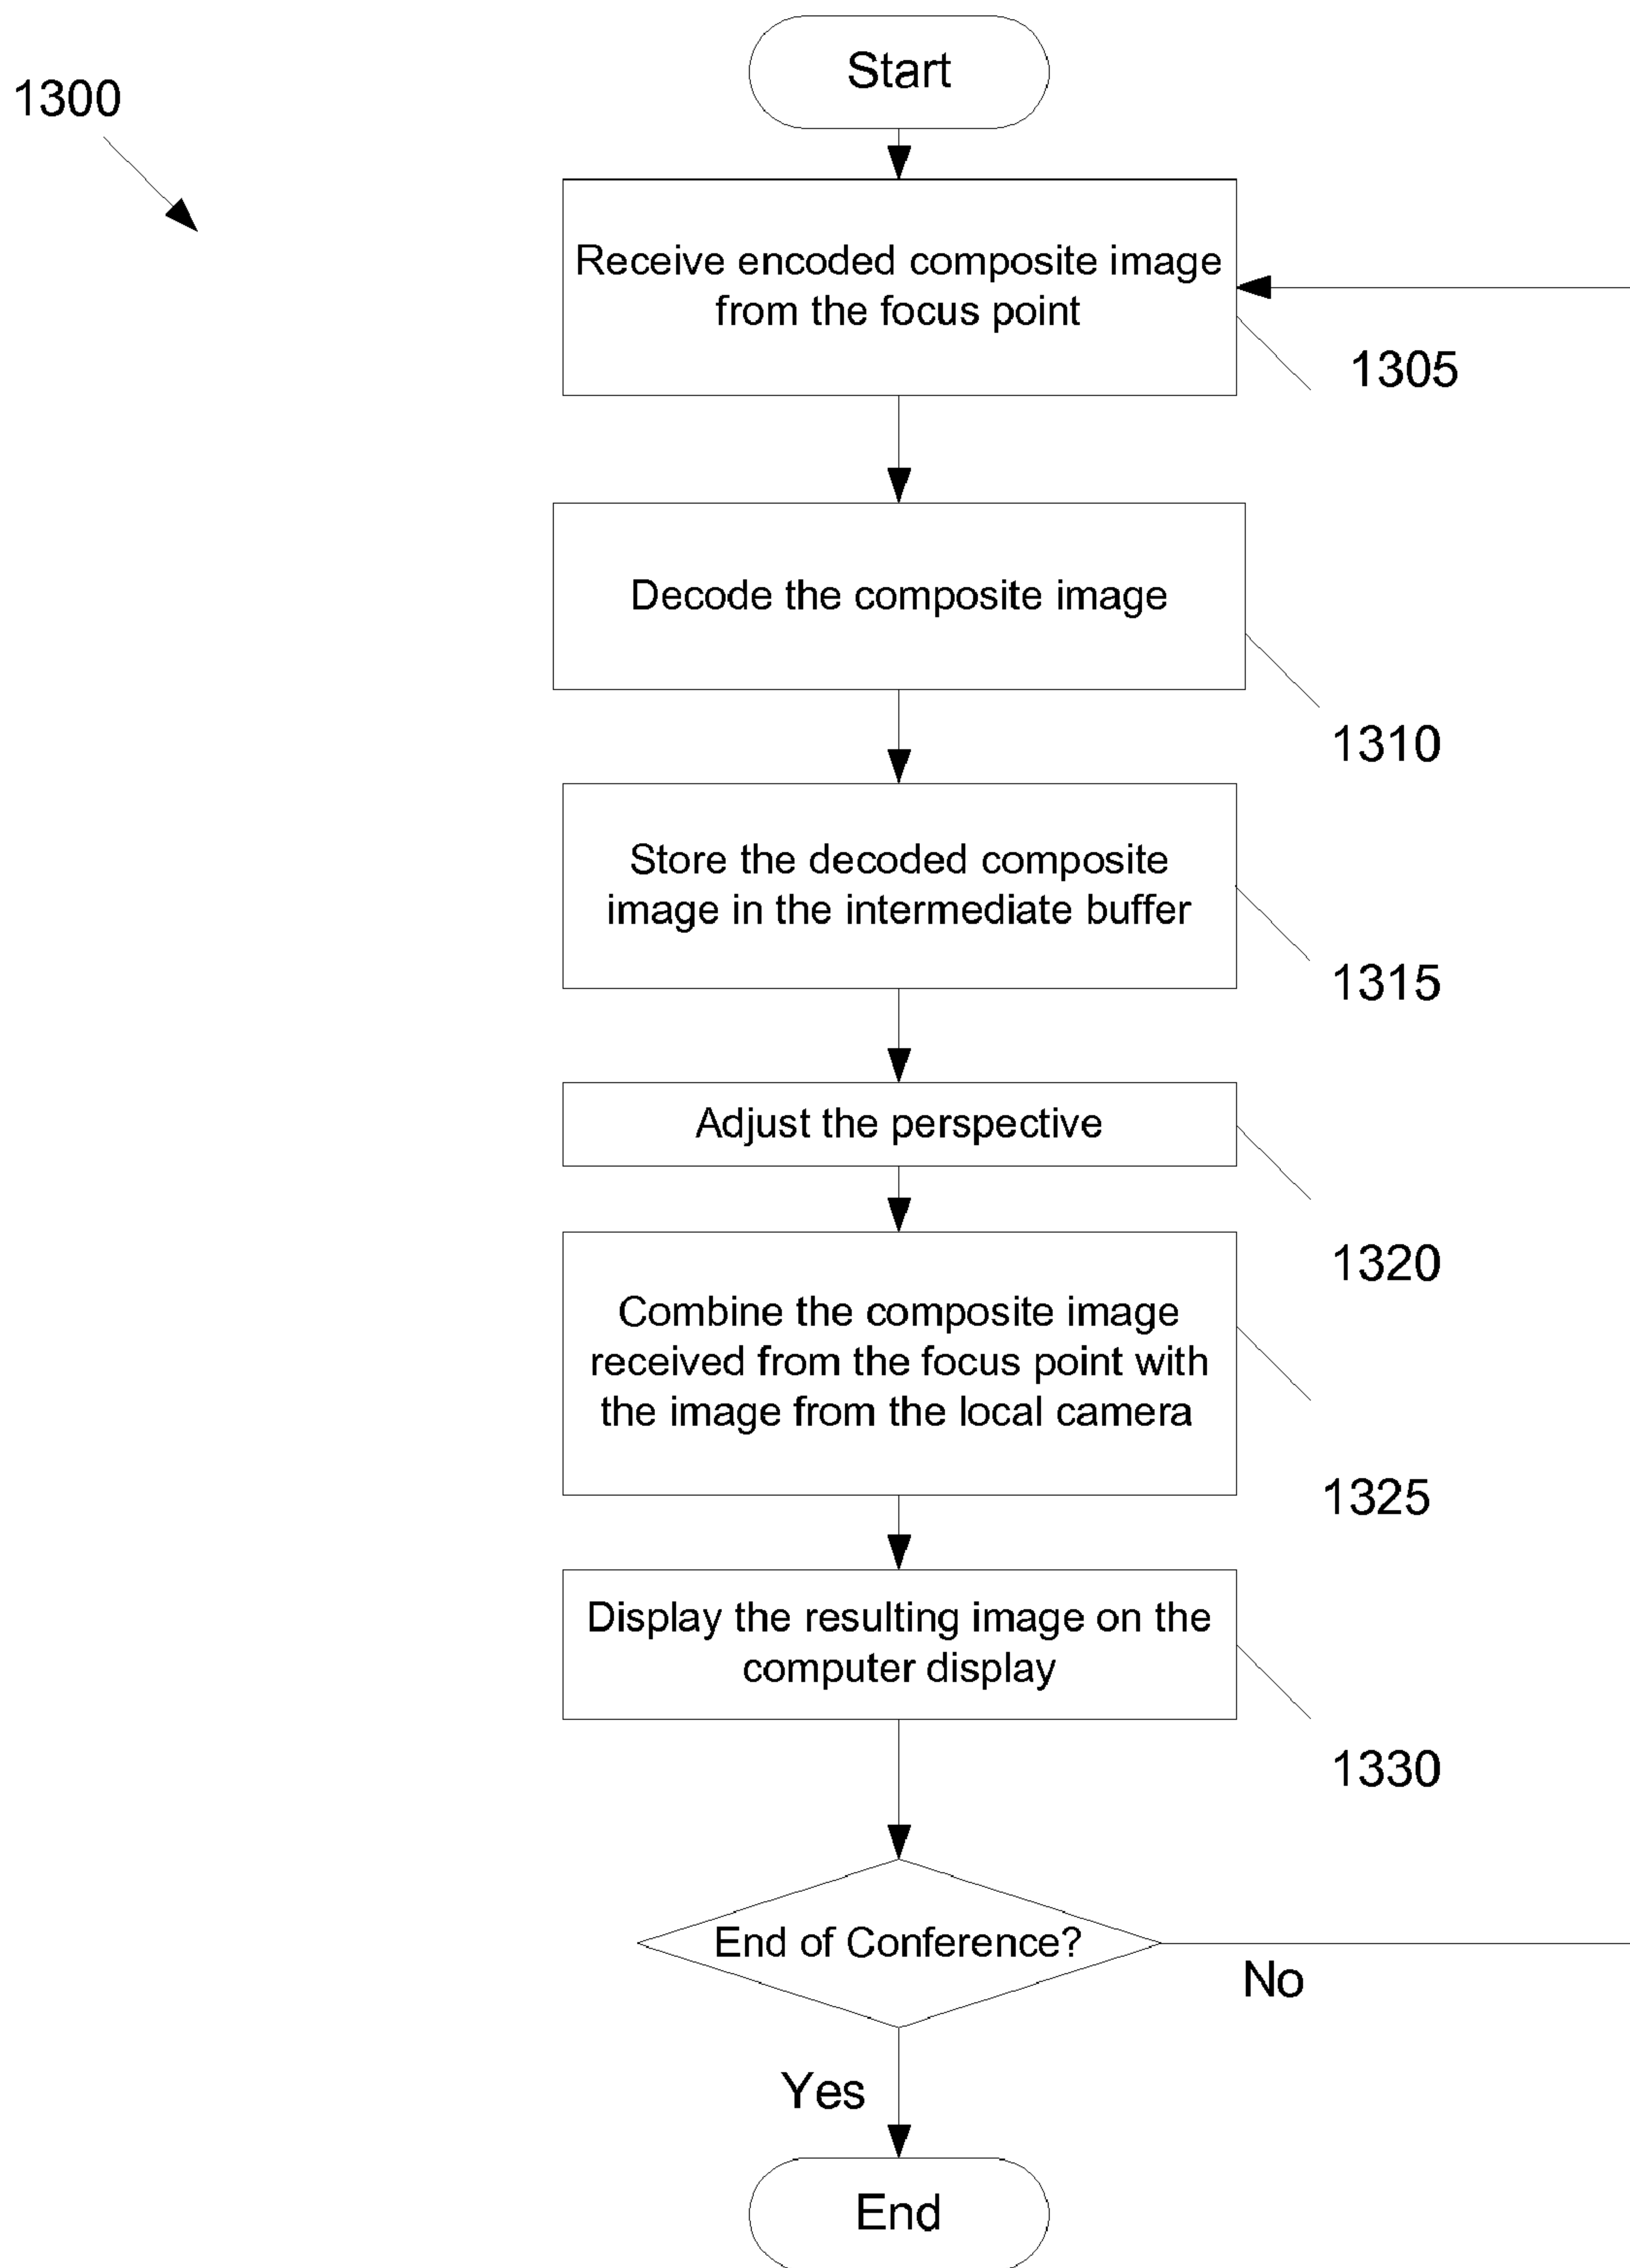 Start
1300
Receive encoded composite image
from the focus point
1305
Decode the composite image
1310
Store the decoded composite
image in the intermediate buffer
1315
Adjust the perspective
1320
Combine the composite image
received from the focus point with
the image from the local camera
1325
Display the resulting image on the
computer display
1330
End of Conference?
No
Yes
End